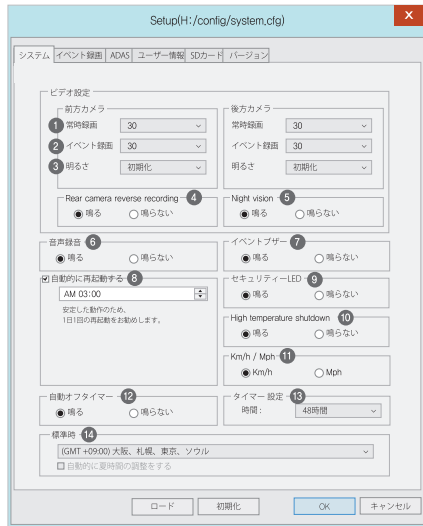 Setup(H:/config/system,cfg)
x
システム イベント録画 ADAS ユーザー情報 SDカード バージョン
ビデオ設定
前方カメラ
1 常時録画 30
2 イベント録画 30
3 明るさ 初期化
後方カメラ
常時録画 30
イベント録画 30
明るさ 初期化
Rear camera reverse recording 4
鳴る 鳴らない
Night vision 5
鳴る 鳴らない
音声録音 6
鳴る 鳴らない
イベントブザー 7
鳴る 鳴らない
自動的に再起動する 8
AM 03:00
安定した動作のため、
1日1回の再起動をお勧めします。
セキュリティーLED 9
鳴る 鳴らない
High temperature shutdown 10
鳴る 鳴らない
Km/h / Mph 11
Km/h Mph
自動オフタイマー 12
鳴る 鳴らない
タイマー 設定 13
時間 : 48時間
標準時 14
(GMT +09:00) 大阪、札幌、東京、ソウル
自動的に夏時間の調整をする
ロード 初期化 OK キャンセル